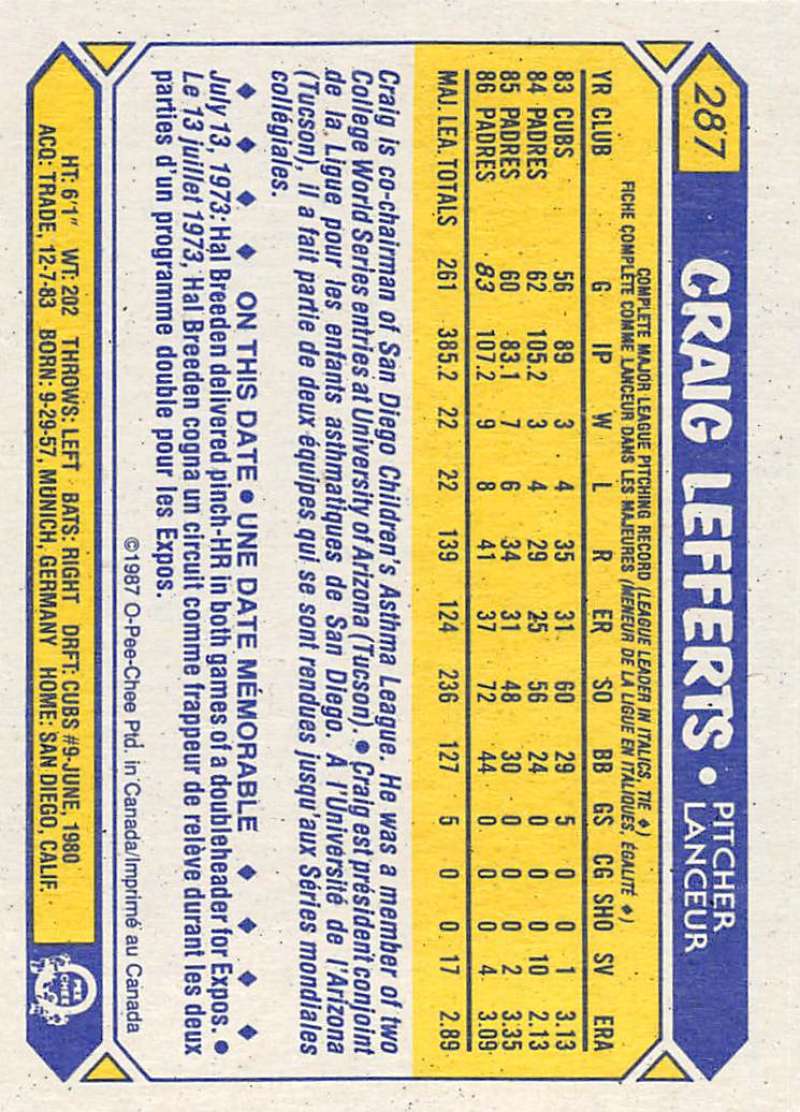 287 CRAIG LEFFERTS • PITCHER LANCEUR
COMPLETE MAJOR LEAGUE PITCHING RECORD (LEAGUE LEADER IN ITALICS, TIE ♦)
FICHE COMPLÈTE COMME LANCEUR DANS LES MAJEURES (MENEUR DE LA LIGUE EN ITALIQUES, ÉGALITÉ ♦)
YR CLUB G IP W L R ER SO BB GS CG SHO SV ERA
83 CUBS 56 89 3 4 35 31 60 29 5 0 0 1 3.13
84 PADRES 62 105.2 3 4 29 25 56 24 0 0 0 10 2.13
85 PADRES 60 83.1 7 6 34 31 48 30 0 0 0 2 3.35
86 PADRES 83 107.2 9 8 41 37 72 44 0 0 0 4 3.09
MAJ. LEA. TOTALS 261 385.2 22 22 139 124 236 127 5 0 0 17 2.89
Craig is co-chairman of San Diego Children's Asthma League. He was a member of two
College World Series entries at University of Arizona (Tucson). • Craig est président conjoint
de la Ligue pour les enfants asthmatiques de San Diego. À l'Université de l'Arizona
(Tucson), il a fait partie de deux équipes qui se sont rendues jusqu'aux Séries mondiales
collégiales.
♦ ♦ ♦ ♦ ON THIS DATE • UNE DATE MÉMORABLE ♦ ♦ ♦ ♦
July 13, 1973: Hal Breeden delivered pinch-HR in both games of a doubleheader for Expos. •
Le 13 juillet 1973, Hal Breeden cogna un circuit comme frappeur de relève durant les deux
parties d'un programme double pour les Expos.
©1987 O-Pee-Chee Ptd. in Canada/Imprimé au Canada
HT: 6'1" WT: 202 THROWS: LEFT BATS: RIGHT DRFT: CUBS #9-JUNE, 1980
ACQ: TRADE, 12-7-83 BORN: 9-29-57, MUNICH, GERMANY HOME: SAN DIEGO, CALIF.
O PEE CHEE